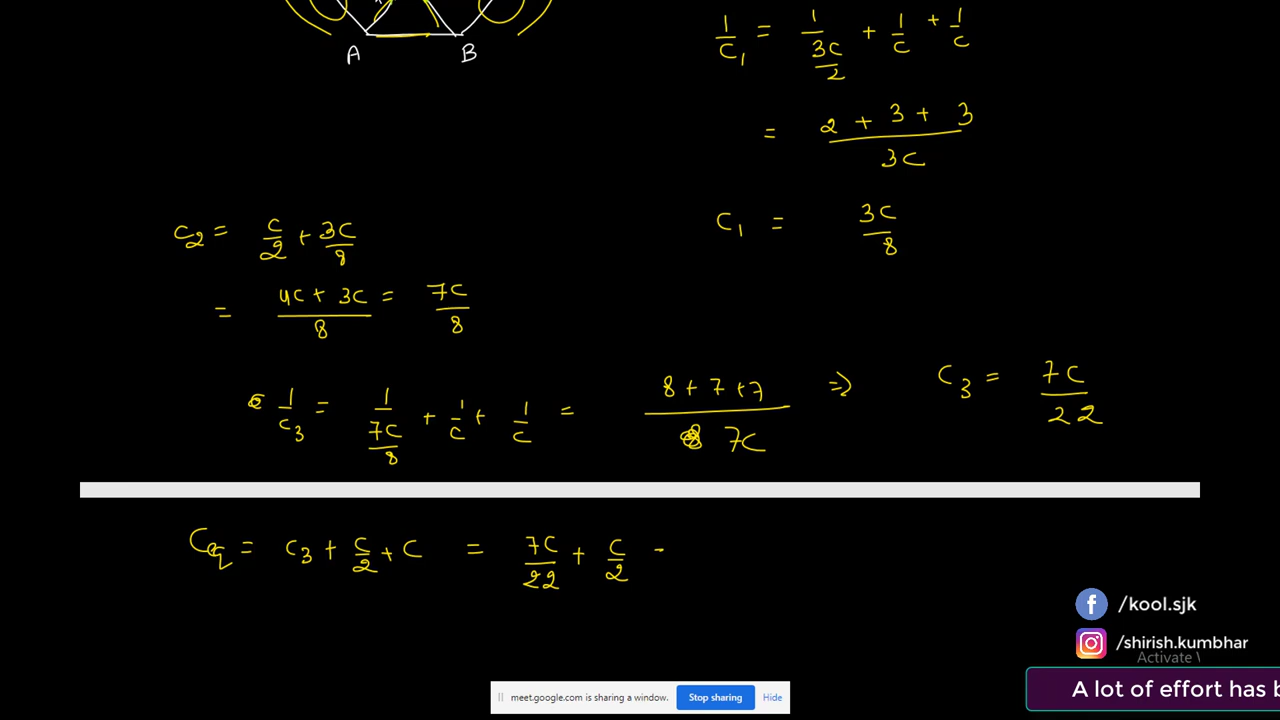 A B
1/C1 = 1/(3C/2) + 1/C + 1/C
= (2 + 3 + 3)/3C
C1 = 3C/8
C2 = C/2 + 3C/8
= (4C + 3C)/8 = 7C/8
1/C3 = 1/(7C/8) + 1/C + 1/C = (8 + 7 + 7)/7C ⇒ C3 = 7C/22
Ceq = C3 + C/2 + C = 7C/22 + C/2 -
/kool.sjk
/shirish.kumbhar
Activate \
meet.google.com is sharing a window. Stop sharing Hide
A lot of effort has b